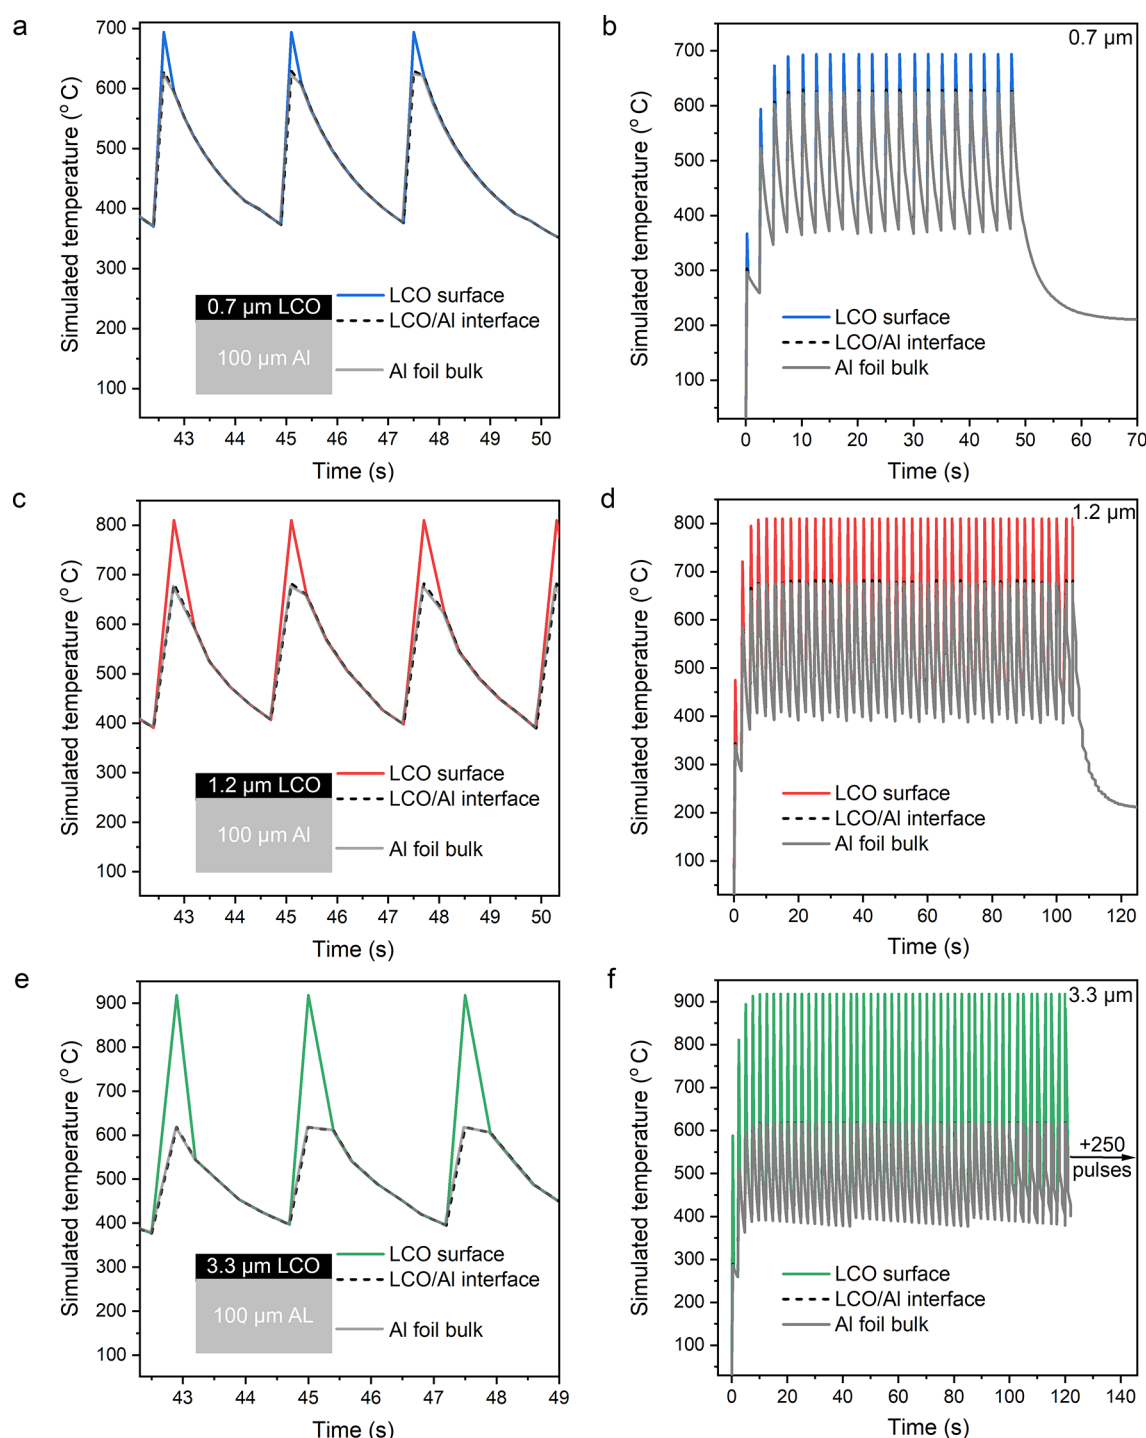 a
Simulated temperature (°C)
700
600
500
400
300
200
100
43 44 45 46 47 48 49 50
Time (s)
0.7 µm LCO
100 µm Al
LCO surface
LCO/Al interface
Al foil bulk
b
0.7 µm
Simulated temperature (°C)
700
600
500
400
300
200
100
0 10 20 30 40 50 60 70
Time (s)
LCO surface
LCO/Al interface
Al foil bulk
c
Simulated temperature (°C)
800
700
600
500
400
300
200
100
43 44 45 46 47 48 49 50
Time (s)
1.2 µm LCO
100 µm Al
LCO surface
LCO/Al interface
Al foil bulk
d
1.2 µm
Simulated temperature (°C)
800
700
600
500
400
300
200
100
0 20 40 60 80 100 120
Time (s)
LCO surface
LCO/Al interface
Al foil bulk
e
Simulated temperature (°C)
900
800
700
600
500
400
300
200
100
43 44 45 46 47 48 49
Time (s)
3.3 µm LCO
100 µm AL
LCO surface
LCO/Al interface
Al foil bulk
f
3.3 µm
Simulated temperature (°C)
900
800
700
600
500
400
300
200
100
0 20 40 60 80 100 120 140
Time (s)
+250
pulses
LCO surface
LCO/Al interface
Al foil bulk